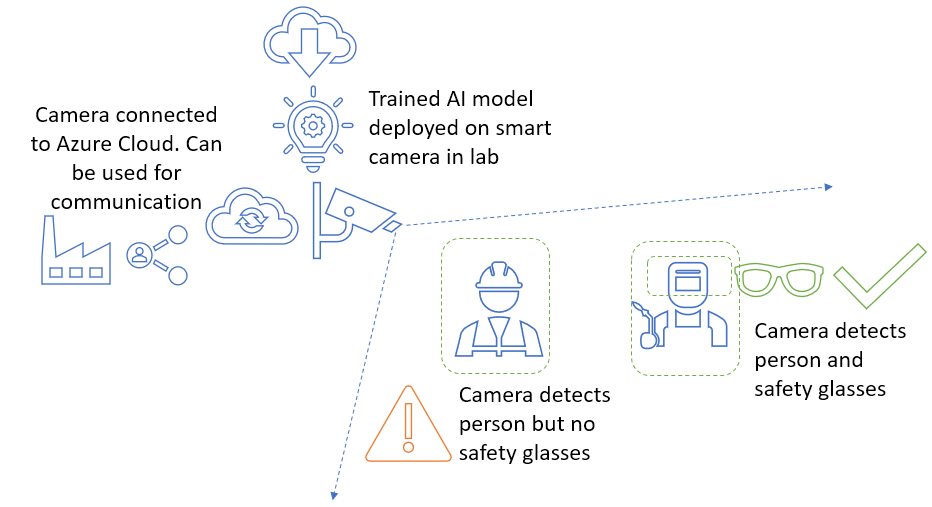 Trained AI model
deployed on smart
camera in lab
Camera connected
to Azure Cloud. Can
be used for
communication
Camera detects
person and
safety glasses
Camera detects
person but no
safety glasses